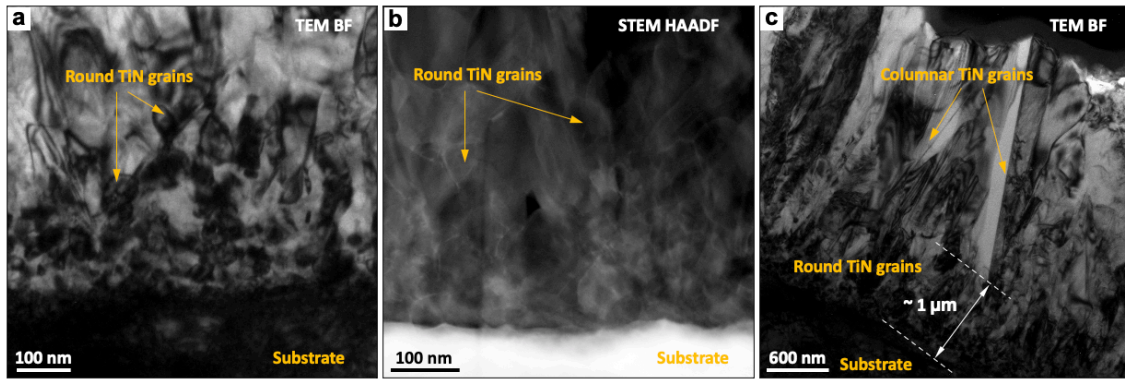 a
TEM BF
Round TiN grains
100 nm
Substrate
b
STEM HAADF
Round TiN grains
100 nm
Substrate
c
TEM BF
Columnar TiN grains
Round TiN grains
~ 1 μm
600 nm
Substrate